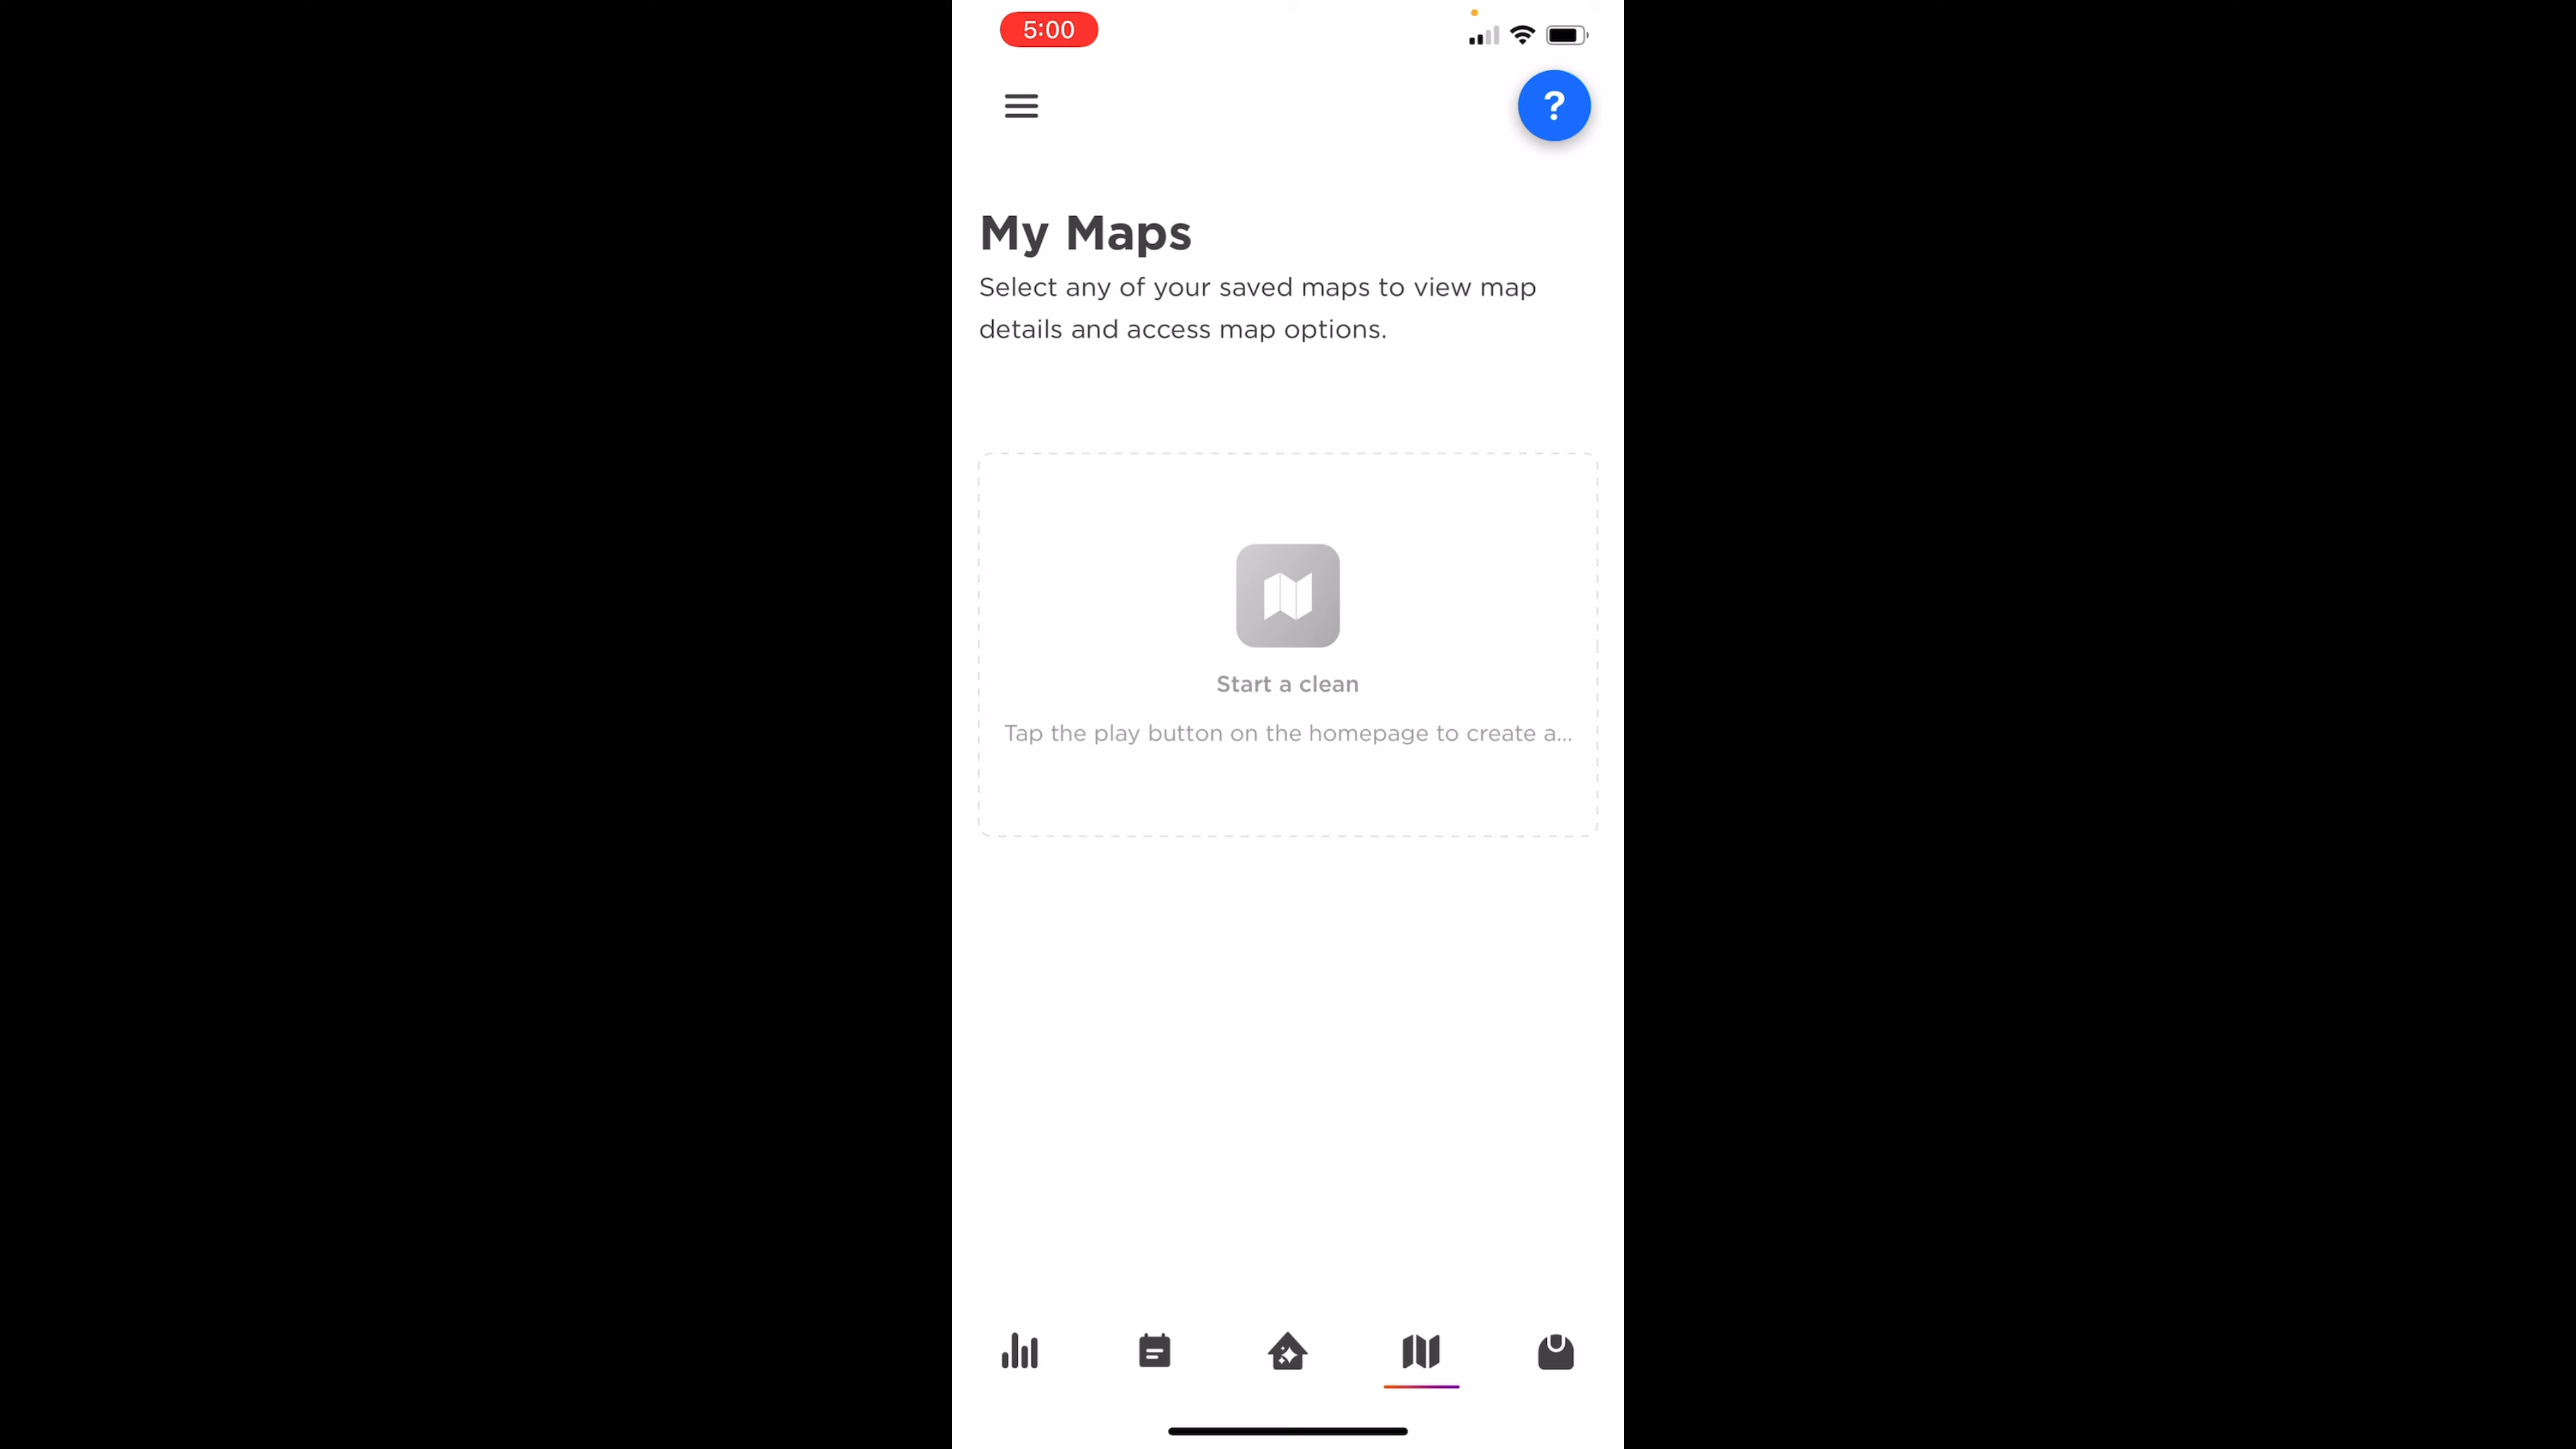 5:00
?
My Maps
Select any of your saved maps to view map
details and access map options.
Start a clean
Tap the play button on the homepage to create a...